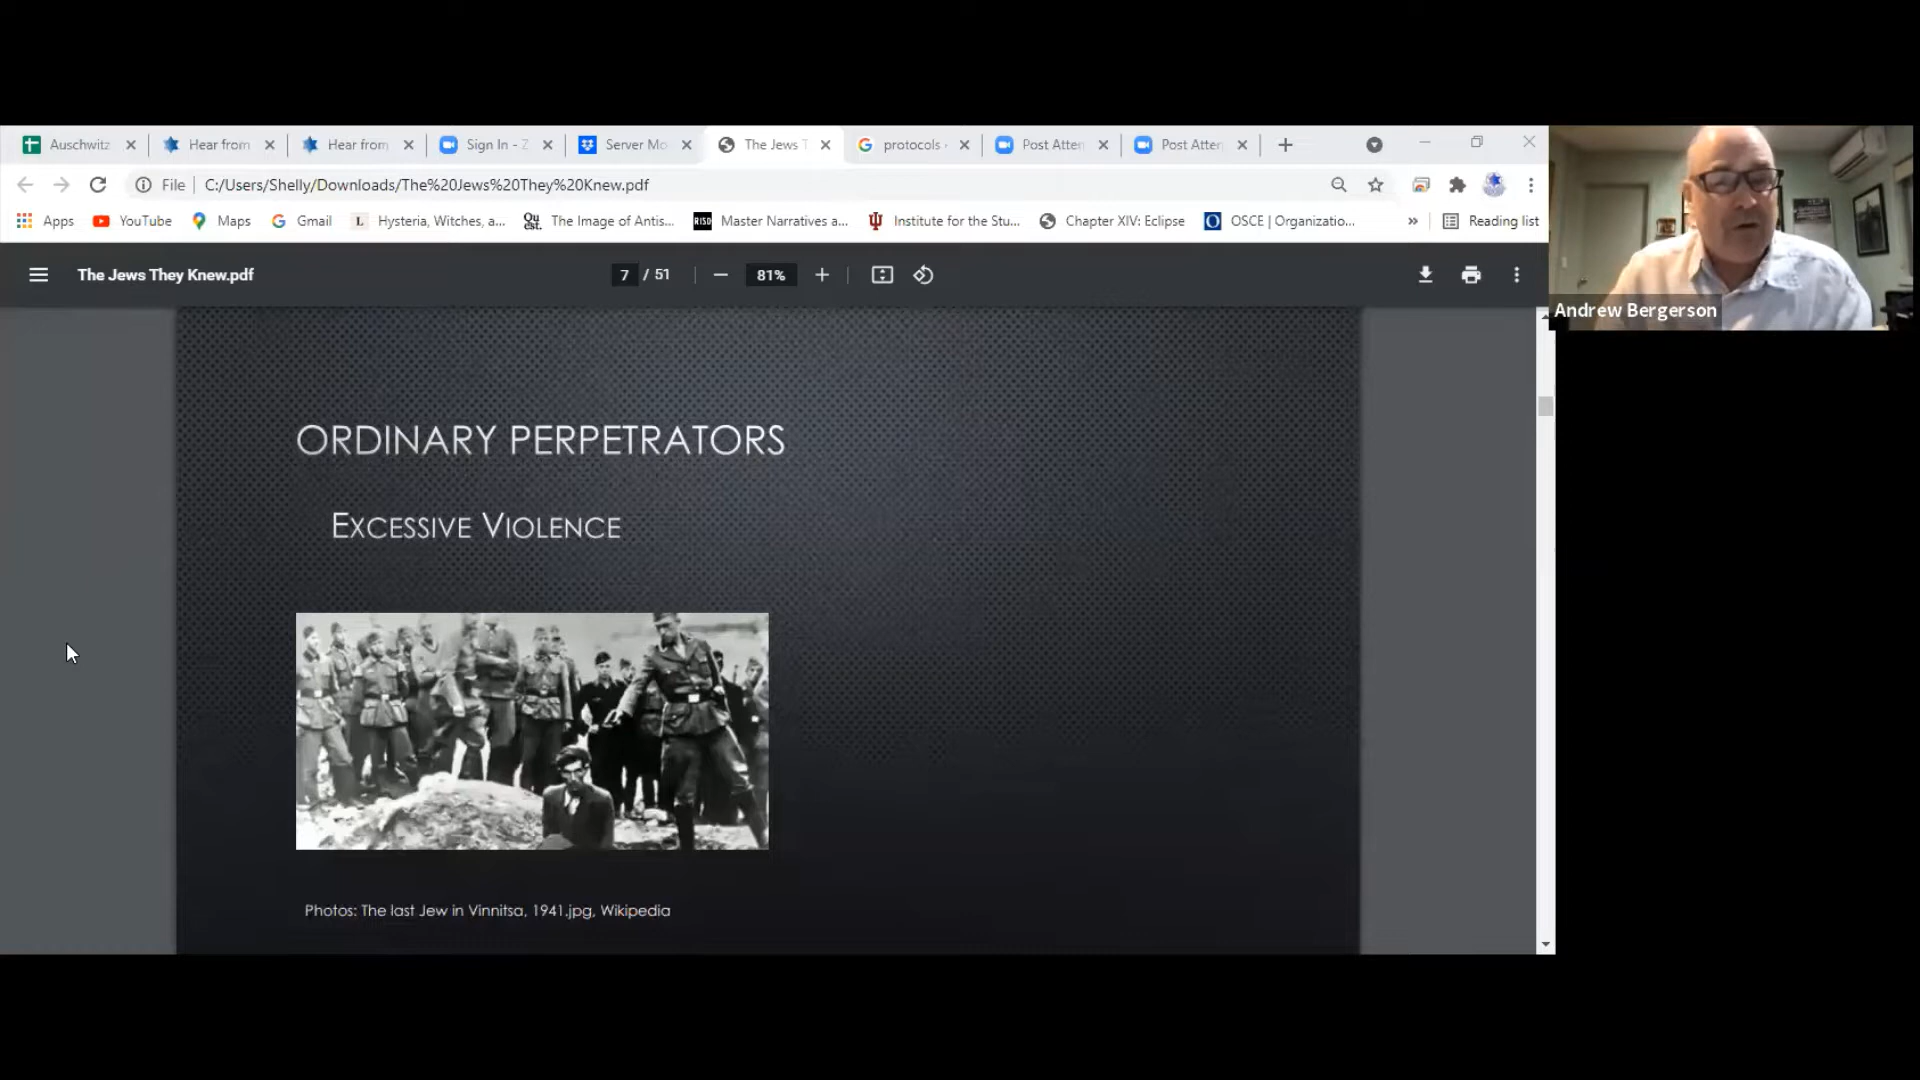 Auschwitz
Hear from
Hear from
Sign In - Z
Server Mo
The Jews T
protocols
Post Atten
Post Atten
File
C:/Users/Shelly/Downloads/The%20Jews%20They%20Knew.pdf
Apps
YouTube
Maps
Gmail
L
Hysteria, Witches, a...
Qu
est.
The Image of Antis...
RISD
Master Narratives a...
Institute for the Stu...
Chapter XIV: Eclipse
OSCE | Organizatio...
»
Reading list
The Jews They Knew.pdf
7 / 51
81%
Andrew Bergerson
ORDINARY PERPETRATORS
EXCESSIVE VIOLENCE
Photos: The last Jew in Vinnitsa, 1941.jpg, Wikipedia